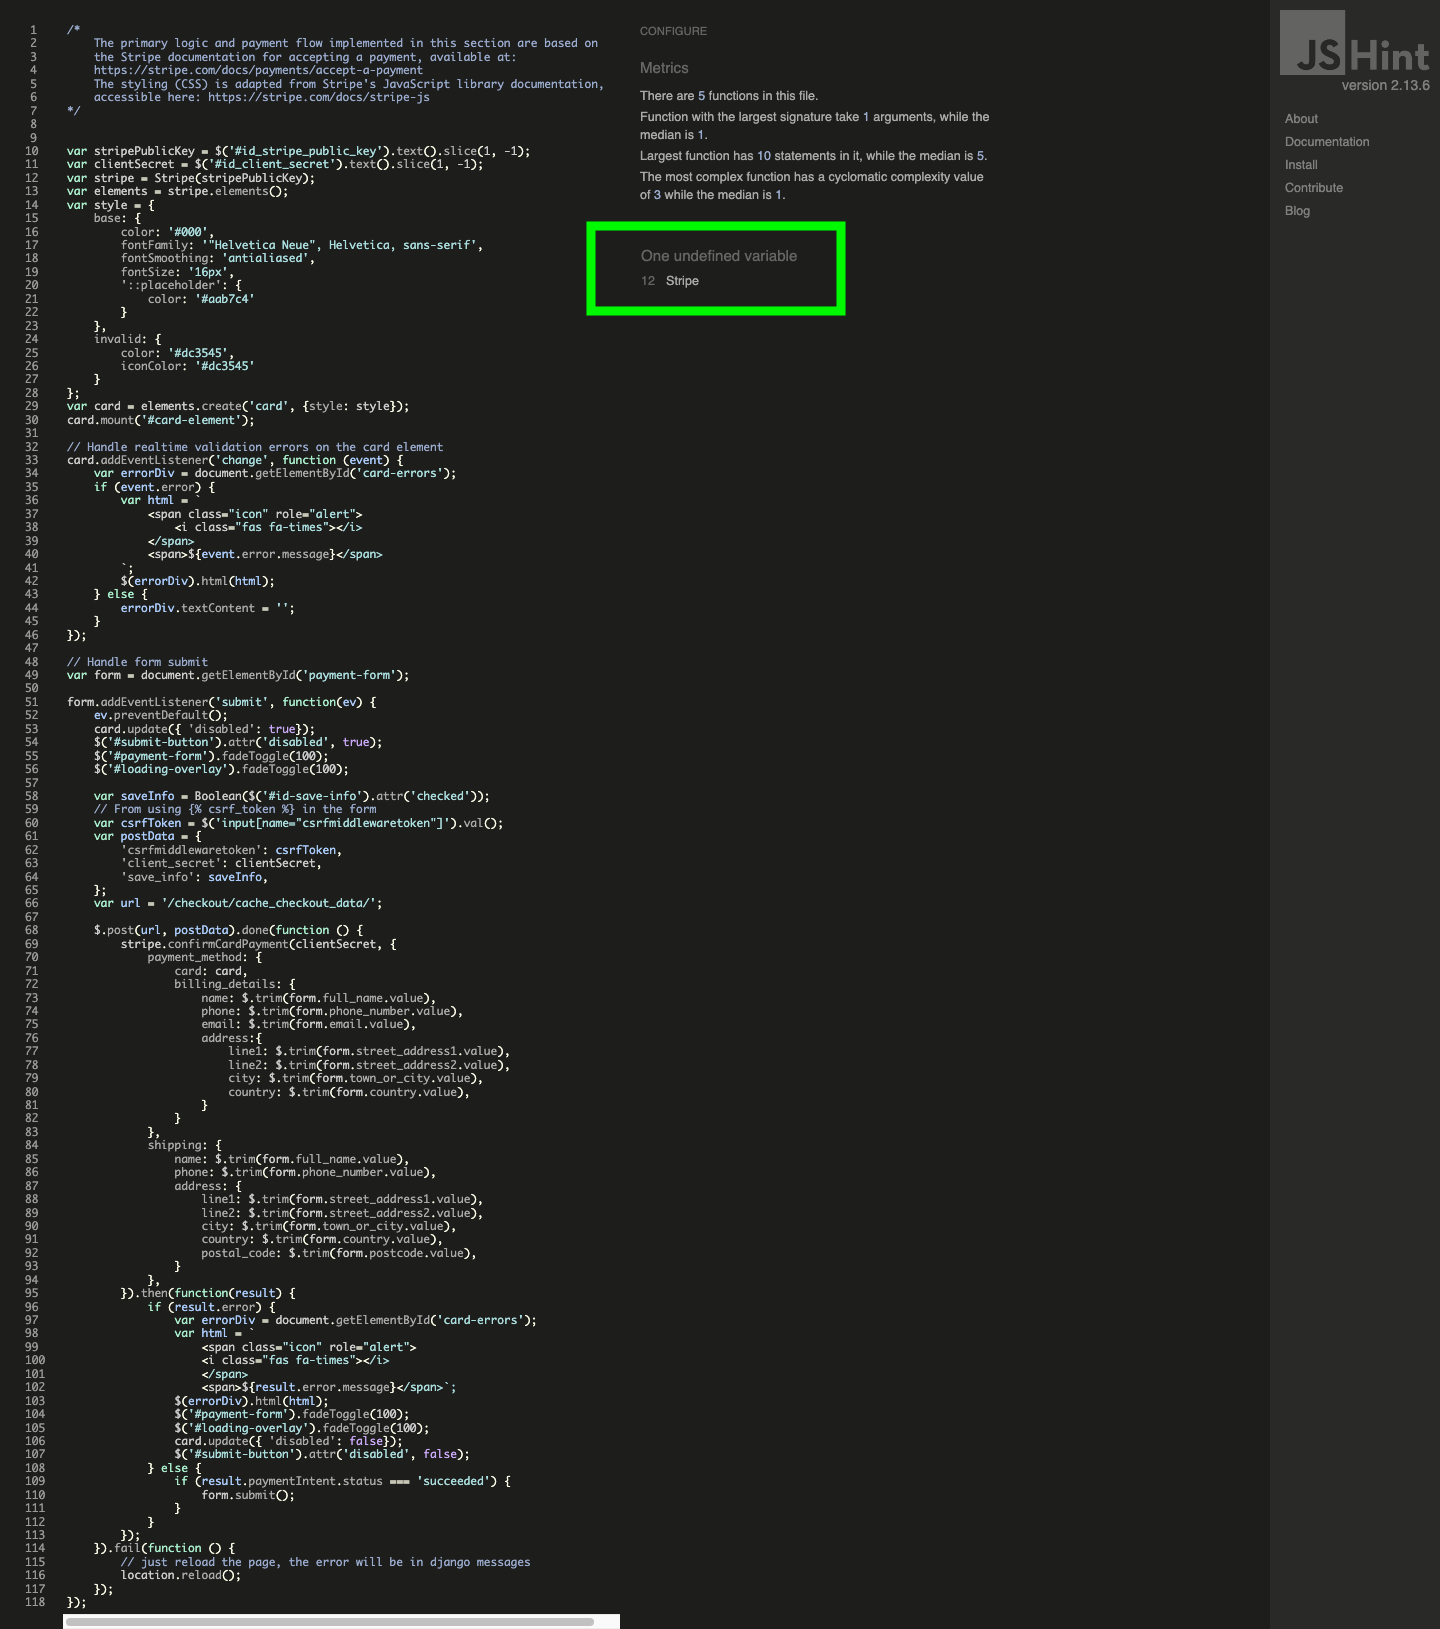 1 /*
2 The primary logic and payment flow implemented in this section are based on
3 the Stripe documentation for accepting a payment, available at:
4 https://stripe.com/docs/payments/accept-a-payment
5 The styling (CSS) is adapted from Stripe's JavaScript library documentation,
6 accessible here: https://stripe.com/docs/stripe-js
7 */
8
9
10 var stripePublicKey = $('#id_stripe_public_key').text().slice(1, -1);
11 var clientSecret = $('#id_client_secret').text().slice(1, -1);
12 var stripe = Stripe(stripePublicKey);
13 var elements = stripe.elements();
14 var style = {
15     base: {
16         color: '#000',
17         fontFamily: '"Helvetica Neue", Helvetica, sans-serif',
18         fontSmoothing: 'antialiased',
19         fontSize: '16px',
20         '::placeholder': {
21             color: '#aab7c4'
22         }
23     },
24     invalid: {
25         color: '#dc3545',
26         iconColor: '#dc3545'
27     }
28 };
29 var card = elements.create('card', {style: style});
30 card.mount('#card-element');
31
32 // Handle realtime validation errors on the card element
33 card.addEventListener('change', function (event) {
34     var errorDiv = document.getElementById('card-errors');
35     if (event.error) {
36         var html = `
37             <span class="icon" role="alert">
38                 <i class="fas fa-times"></i>
39             </span>
40             <span>${event.error.message}</span>
41         `;
42         $(errorDiv).html(html);
43     } else {
44         errorDiv.textContent = '';
45     }
46 });
47
48 // Handle form submit
49 var form = document.getElementById('payment-form');
50
51 form.addEventListener('submit', function(ev) {
52     ev.preventDefault();
53     card.update({ 'disabled': true});
54     $('#submit-button').attr('disabled', true);
55     $('#payment-form').fadeToggle(100);
56     $('#loading-overlay').fadeToggle(100);
57
58     var saveInfo = Boolean($('#id-save-info').attr('checked'));
59     // From using {% csrf_token %} in the form
60     var csrfToken = $('input[name="csrfmiddlewaretoken"]').val();
61     var postData = {
62         'csrfmiddlewaretoken': csrfToken,
63         'client_secret': clientSecret,
64         'save_info': saveInfo,
65     };
66     var url = '/checkout/cache_checkout_data/';
67
68     $.post(url, postData).done(function () {
69         stripe.confirmCardPayment(clientSecret, {
70             payment_method: {
71                 card: card,
72                 billing_details: {
73                     name: $.trim(form.full_name.value),
74                     phone: $.trim(form.phone_number.value),
75                     email: $.trim(form.email.value),
76                     address:{
77                         line1: $.trim(form.street_address1.value),
78                         line2: $.trim(form.street_address2.value),
79                         city: $.trim(form.town_or_city.value),
80                         country: $.trim(form.country.value),
81                     }
82                 }
83             },
84             shipping: {
85                 name: $.trim(form.full_name.value),
86                 phone: $.trim(form.phone_number.value),
87                 address: {
88                     line1: $.trim(form.street_address1.value),
89                     line2: $.trim(form.street_address2.value),
90                     city: $.trim(form.town_or_city.value),
91                     country: $.trim(form.country.value),
92                     postal_code: $.trim(form.postcode.value),
93                 }
94             },
95         }).then(function(result) {
96             if (result.error) {
97                 var errorDiv = document.getElementById('card-errors');
98                 var html = `
99                     <span class="icon" role="alert">
100                     <i class="fas fa-times"></i>
101                     </span>
102                     <span>${result.error.message}</span>`;
103                 $(errorDiv).html(html);
104                 $('#payment-form').fadeToggle(100);
105                 $('#loading-overlay').fadeToggle(100);
106                 card.update({ 'disabled': false});
107                 $('#submit-button').attr('disabled', false);
108             } else {
109                 if (result.paymentIntent.status === 'succeeded') {
110                     form.submit();
111                 }
112             }
113         });
114     }).fail(function () {
115         // just reload the page, the error will be in django messages
116         location.reload();
117     });
118 });
CONFIGURE
Metrics
There are 5 functions in this file.
Function with the largest signature take 1 arguments, while the
median is 1.
Largest function has 10 statements in it, while the median is 5.
The most complex function has a cyclomatic complexity value
of 3 while the median is 1.
One undefined variable
12 Stripe
JSHint
version 2.13.6
About
Documentation
Install
Contribute
Blog